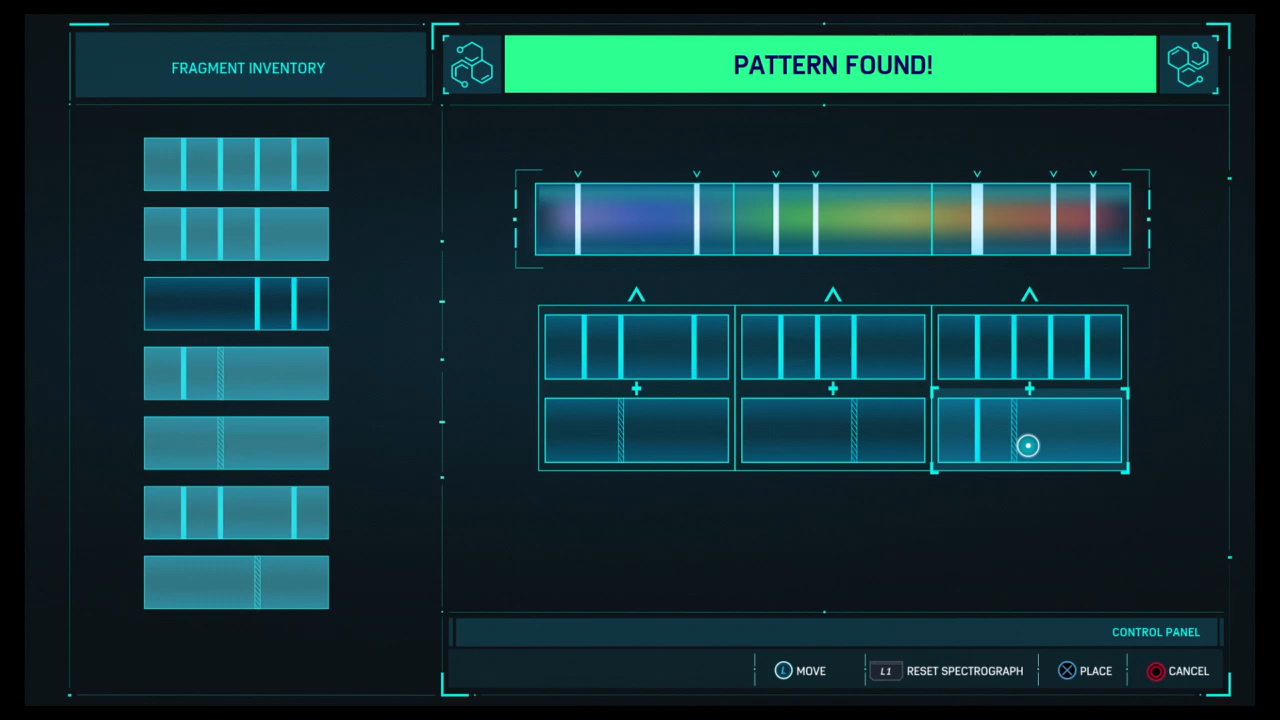 FRAGMENT INVENTORY
PATTERN FOUND!
CONTROL PANEL
L MOVE
L1 RESET SPECTROGRAPH
PLACE
CANCEL